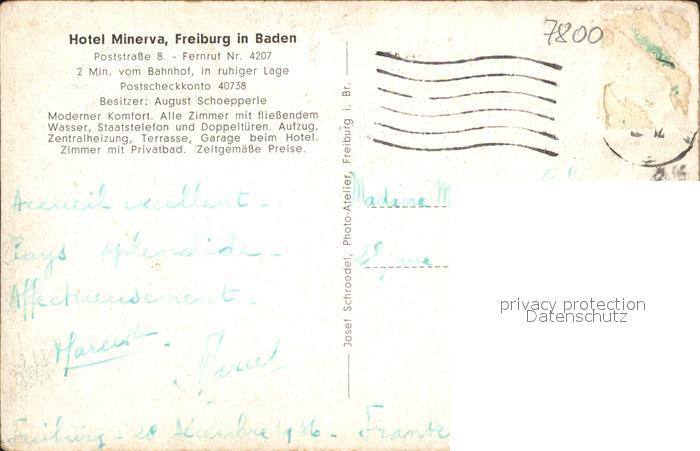 Hotel Minerva, Freiburg in Baden
Poststraße 8. - Fernruf Nr. 4207
2 Min. vom Bahnhof, in ruhiger Lage
Postscheckkonto 40738
Besitzer: August Schoepperle
Moderner Komfort. Alle Zimmer mit fließendem
Wasser, Staatstelefon und Doppeltüren. Aufzug,
Zentralheizung, Terrasse, Garage beim Hotel.
Zimmer mit Privatbad. Zeitgemäße Preise.
7800
Accueil excellent -
Pays splendide -
Affectueusement -
Marcel
Freiburg - 28 décembre 1936 -
Josef Schroedel, Photo-Atelier, Freiburg i. Br.
Madame M
28, rue
privacy protection
Datenschutz